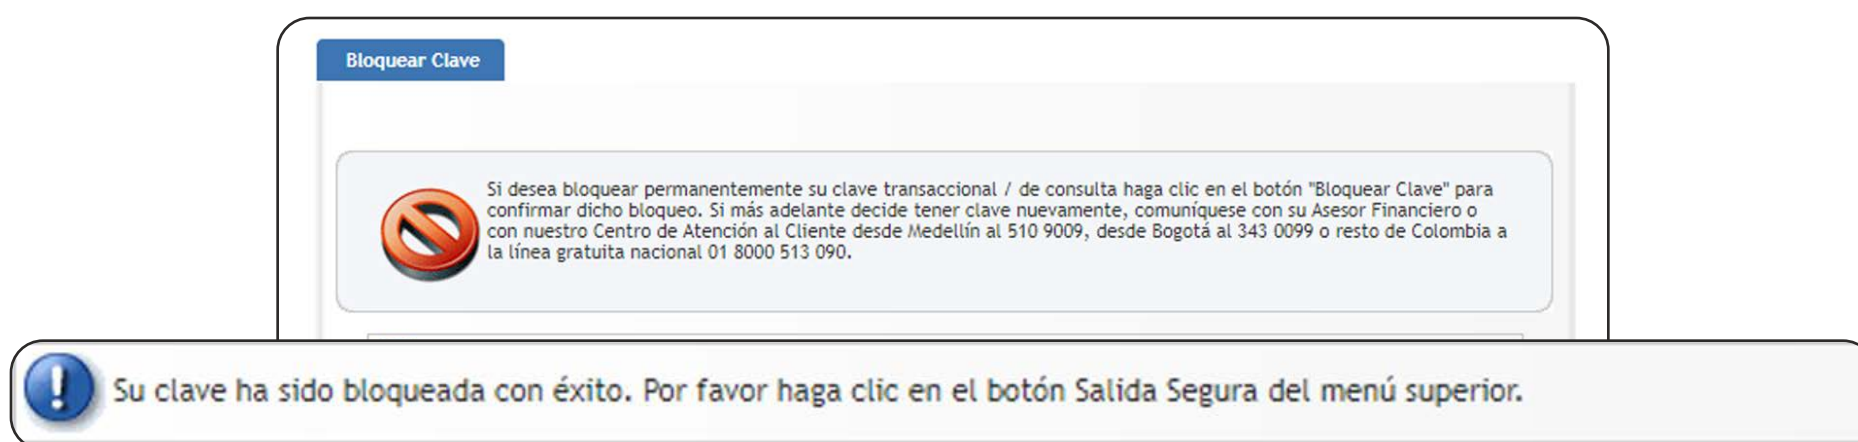 Bloquear Clave
Si desea bloquear permanentemente su clave transaccional / de consulta haga clic en el botón "Bloquear Clave" para
confirmar dicho bloqueo. Si más adelante decide tener clave nuevamente, comuníquese con su Asesor Financiero o
con nuestro Centro de Atención al Cliente desde Medellín al 510 9009, desde Bogotá al 343 0099 o resto de Colombia a
la línea gratuita nacional 01 8000 513 090.
Su clave ha sido bloqueada con éxito. Por favor haga clic en el botón Salida Segura del menú superior.